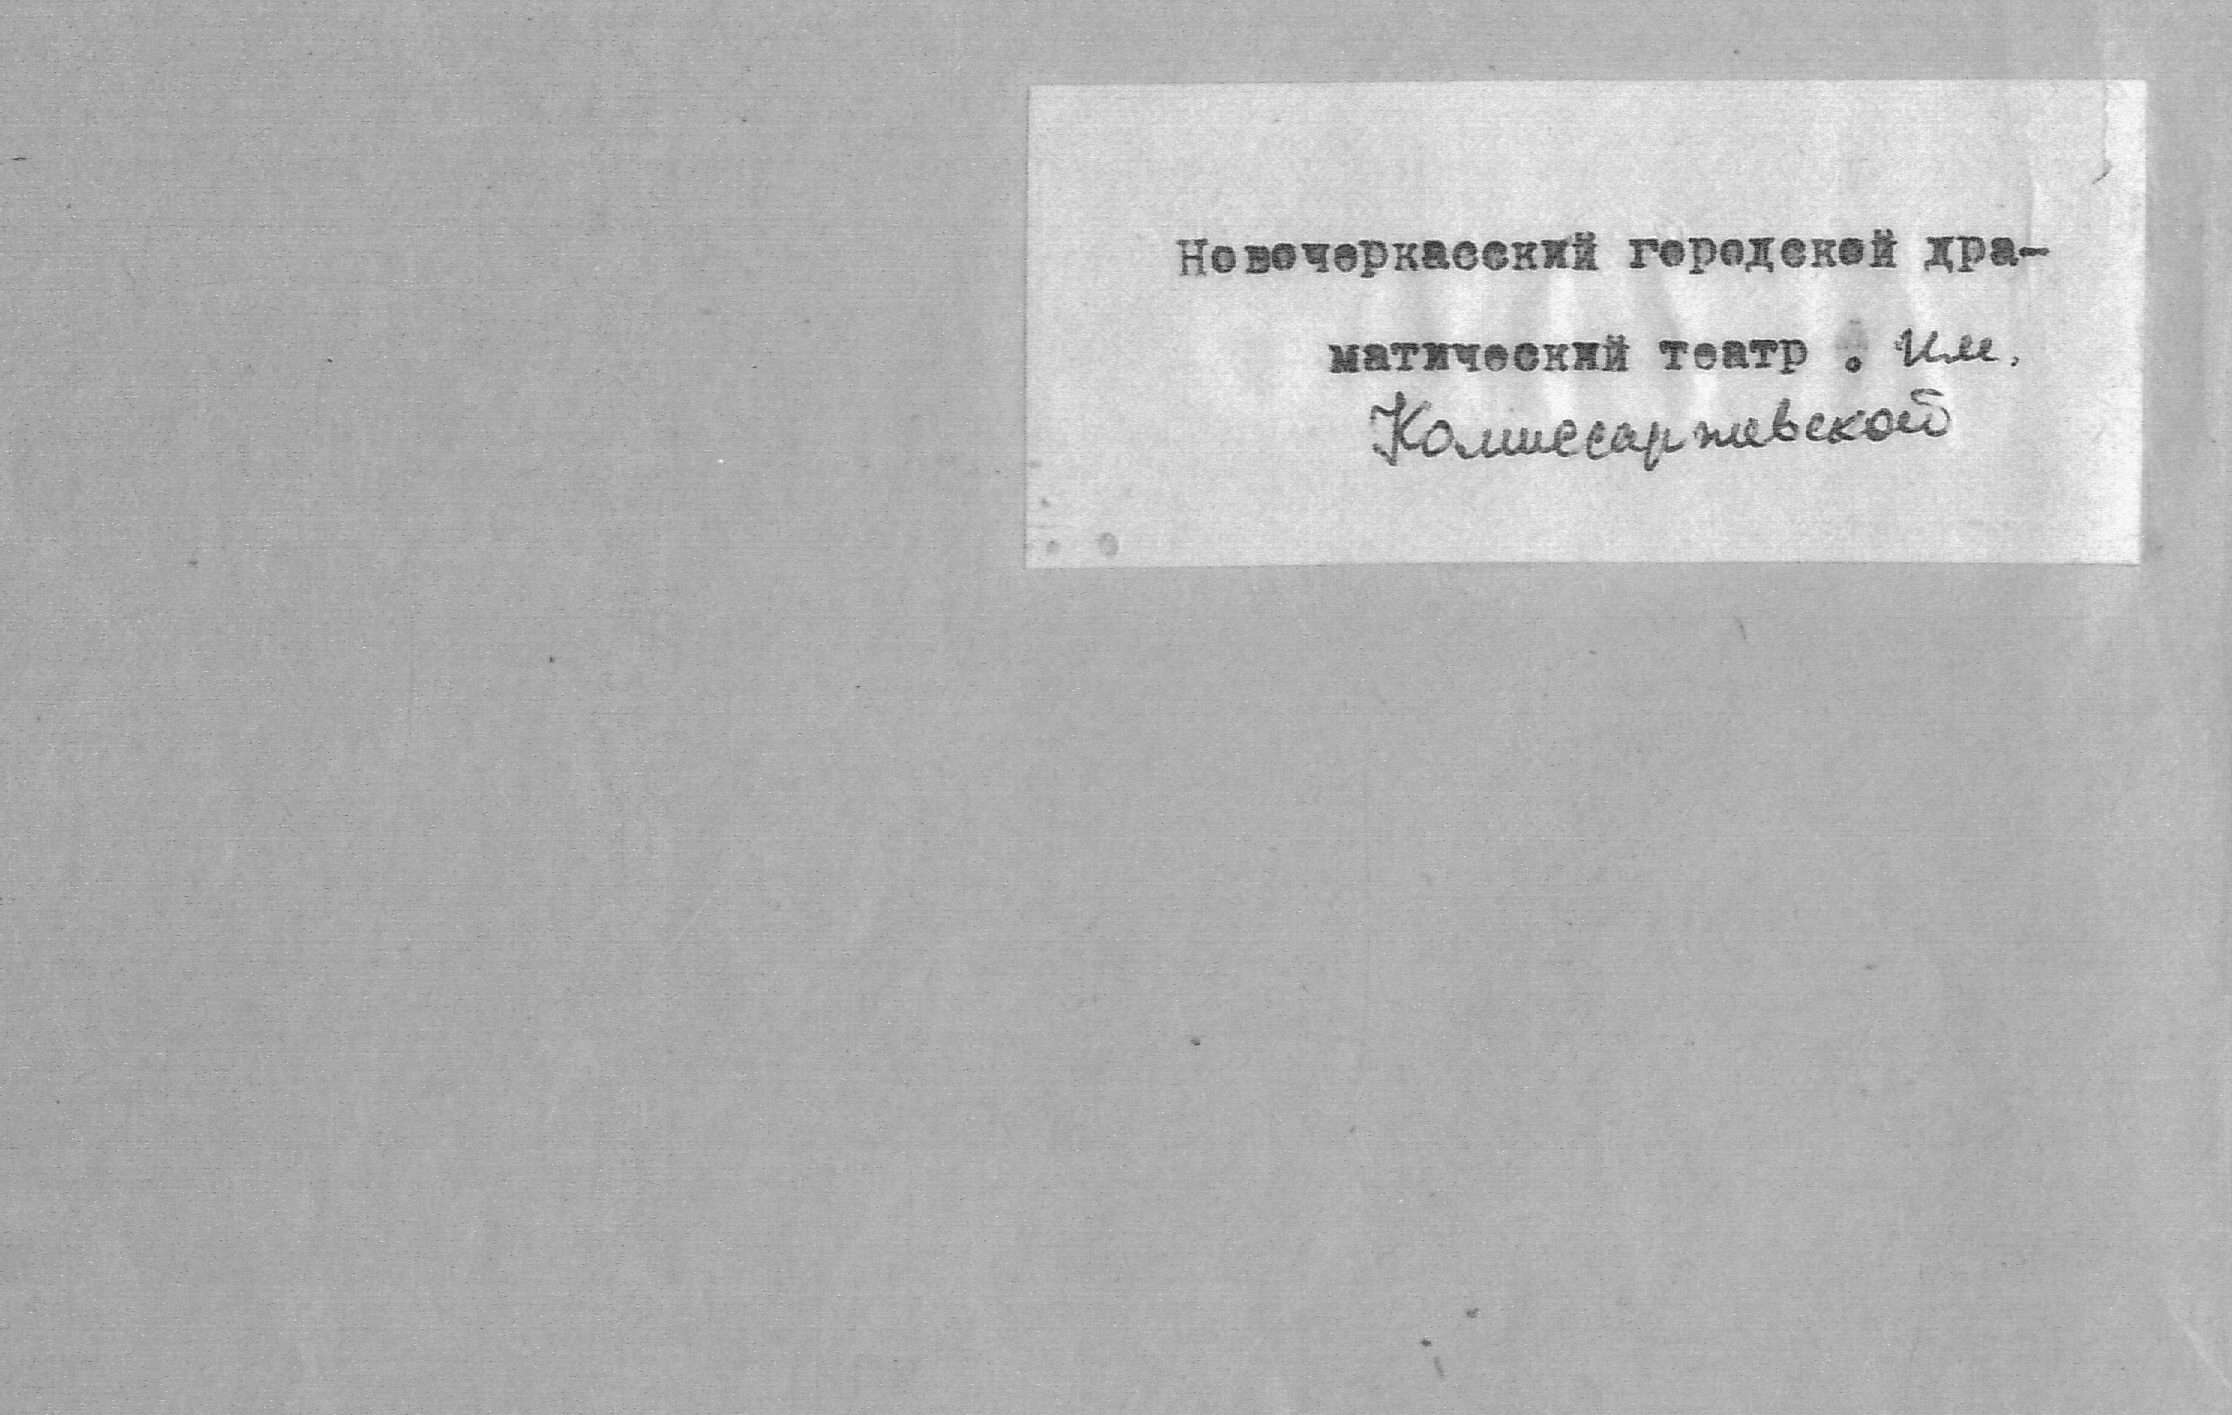 Новочеркасский городской дра-
матический театр . им.
Комиссаржевской